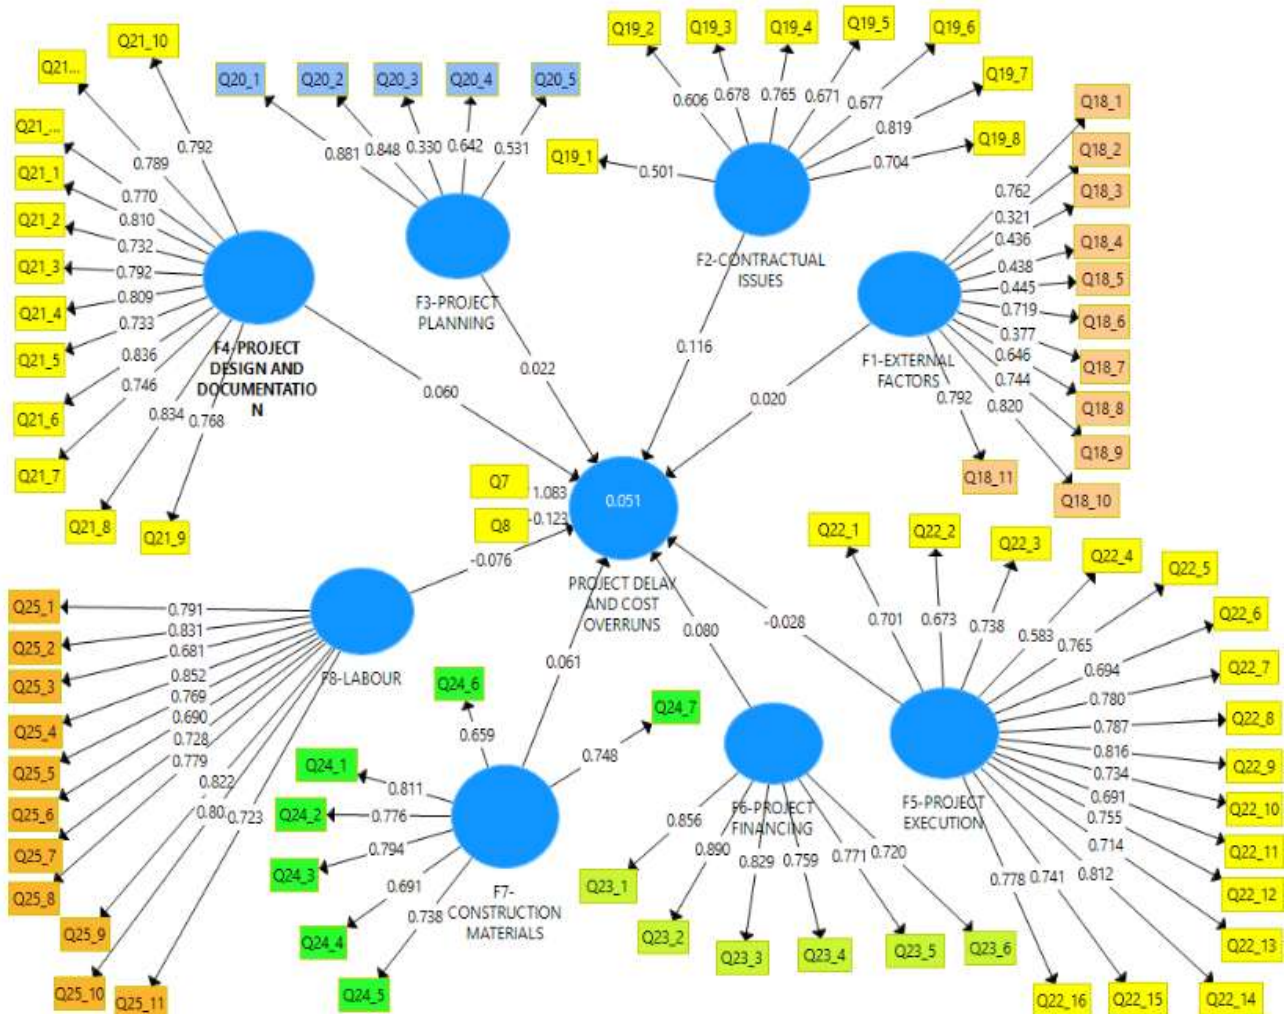 Q21_10
Q21...
Q21_...
Q21_1
Q21_2
Q21_3
Q21_4
Q21_5
Q21_6
Q21_7
Q21_8
Q21_9
0.792
0.789
0.770
0.810
0.732
0.792
0.809
0.733
0.836
0.746
0.834
0.768
F4-PROJECT
DESIGN AND
DOCUMENTATIO
N
0.060
Q20_1
Q20_2
Q20_3
Q20_4
Q20_5
0.881
0.848
0.330
0.642
0.531
F3-PROJECT
PLANNING
0.022
Q19_1
Q19_2
Q19_3
Q19_4
Q19_5
Q19_6
Q19_7
Q19_8
0.501
0.606
0.678
0.765
0.671
0.677
0.819
0.704
F2-CONTRACTUAL
ISSUES
0.116
Q18_1
Q18_2
Q18_3
Q18_4
Q18_5
Q18_6
Q18_7
Q18_8
Q18_9
Q18_10
Q18_11
0.762
0.321
0.436
0.438
0.445
0.719
0.377
0.646
0.744
0.820
0.792
F1-EXTERNAL
FACTORS
0.020
Q7
1.083
Q8
-0.123
0.051
PROJECT DELAY
AND COST
OVERRUNS
-0.076
Q25_1
Q25_2
Q25_3
Q25_4
Q25_5
Q25_6
Q25_7
Q25_8
Q25_9
Q25_10
Q25_11
0.791
0.831
0.681
0.852
0.769
0.690
0.728
0.779
0.822
0.80
0.723
F8-LABOUR
0.061
Q24_6
Q24_7
Q24_1
Q24_2
Q24_3
Q24_4
Q24_5
0.659
0.748
0.811
0.776
0.794
0.691
0.738
F7-
CONSTRUCTION
MATERIALS
0.080
Q23_1
Q23_2
Q23_3
Q23_4
Q23_5
Q23_6
0.856
0.890
0.829
0.759
0.771
0.720
F6-PROJECT
FINANCING
-0.028
Q22_1
Q22_2
Q22_3
Q22_4
Q22_5
Q22_6
Q22_7
Q22_8
Q22_9
Q22_10
Q22_11
Q22_12
Q22_13
Q22_14
Q22_15
Q22_16
0.701
0.673
0.738
0.583
0.765
0.694
0.780
0.787
0.816
0.734
0.691
0.755
0.714
0.812
0.741
0.778
F5-PROJECT
EXECUTION